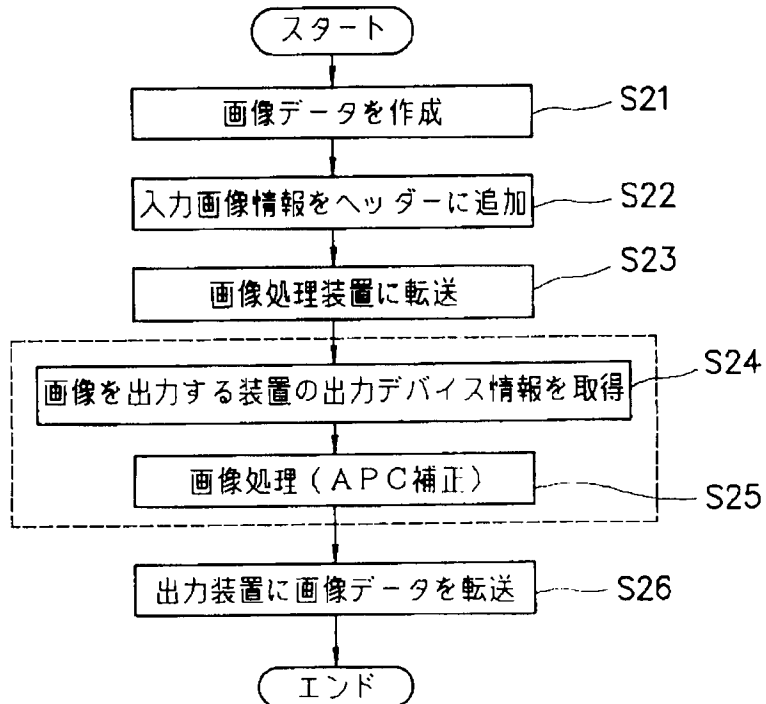 スタート
画像データを作成
S21
入力画像情報をヘッダーに追加
S22
画像処理装置に転送
S23
画像を出力する装置の出力デバイス情報を取得
S24
画像処理(APC補正)
S25
出力装置に画像データを転送
S26
エンド